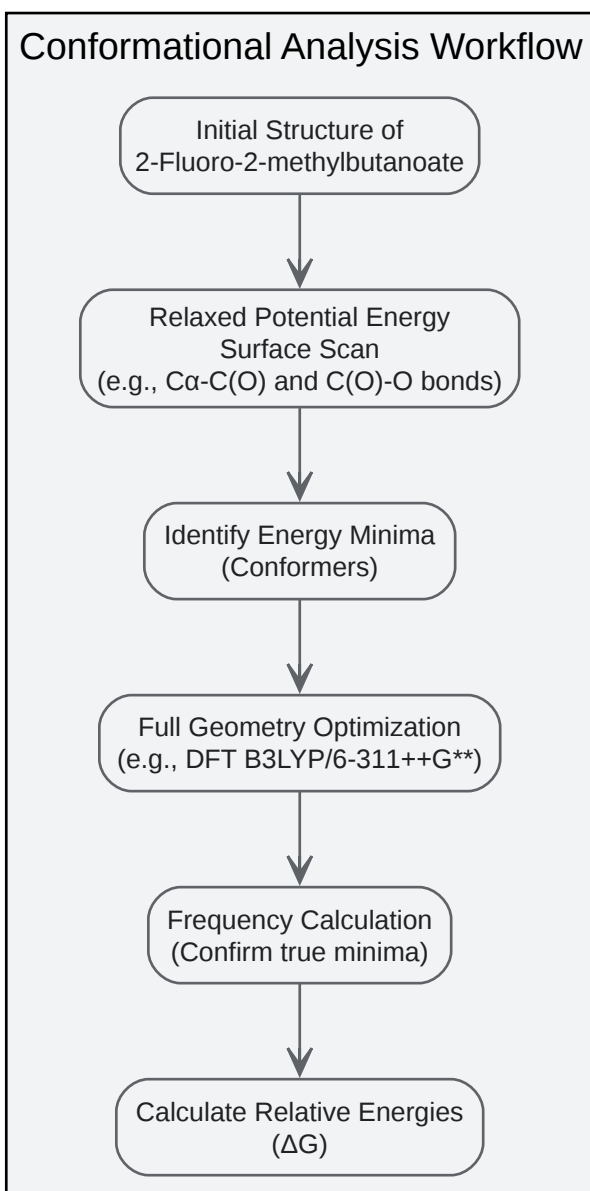 Conformational Analysis Workflow
Initial Structure of
2-Fluoro-2-methylbutanoate
Relaxed Potential Energy
Surface Scan
(e.g., Cα-C(O) and C(O)-O bonds)
Identify Energy Minima
(Conformers)
Full Geometry Optimization
(e.g., DFT B3LYP/6-311++G**)
Frequency Calculation
(Confirm true minima)
Calculate Relative Energies
(ΔG)